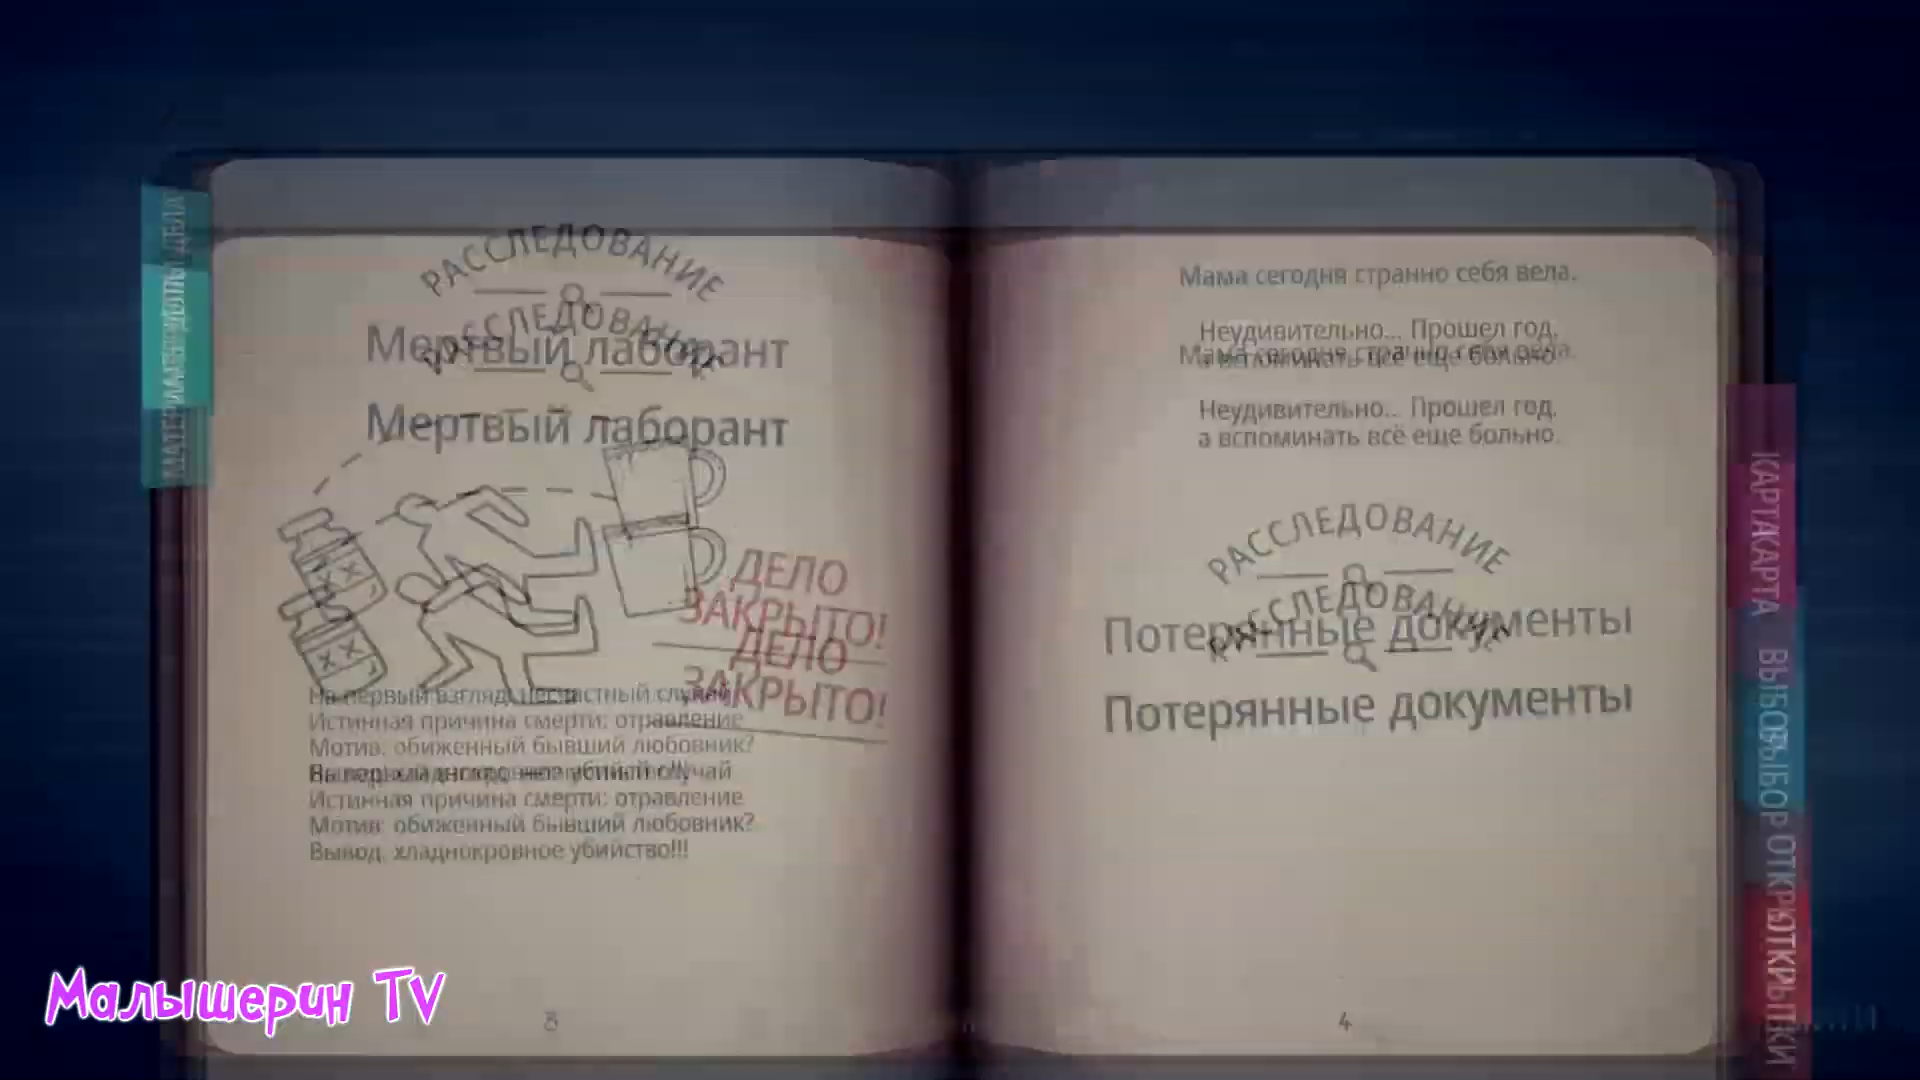 МАТЕРИАЛЫ ДЕЛА
РАССЛЕДОВАНИЕ
Мертвый лаборант
ДЕЛО
ЗАКРЫТО!
На первый взгляд: несчастный случай
Истинная причина смерти: отравление
Мотив: обиженный бывший любовник?
Вывод: хладнокровное убийство!!!
3
Мама сегодня странно себя вела.
Неудивительно... Прошел год,
а вспоминать всё еще больно.
РАССЛЕДОВАНИЕ
Потерянные документы
4
КАРТА
ВЫБОР
ОТКРЫТКИ
Малышерин TV